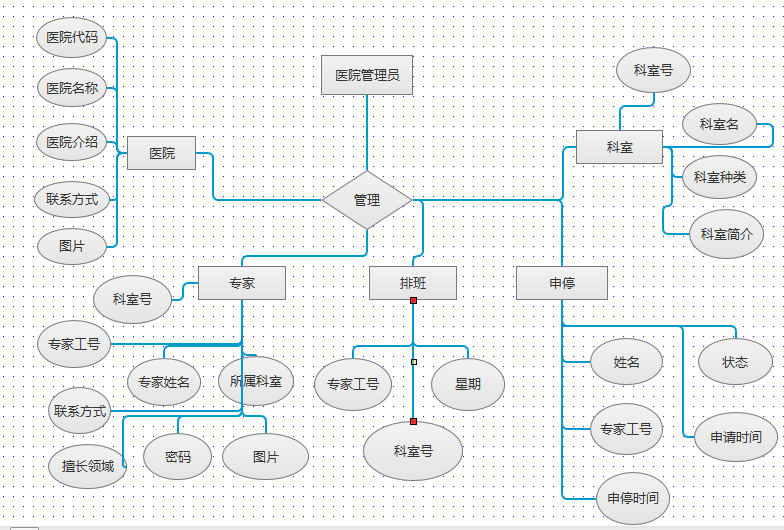 医院代码
医院名称
医院介绍
联系方式
图片
医院
医院管理员
管理
科室号
科室
科室名
科室种类
科室简介
专家
排班
申停
科室号
专家工号
专家姓名
所属科室
联系方式
擅长领域
密码
图片
专家工号
星期
科室号
姓名
状态
专家工号
申请时间
申停时间